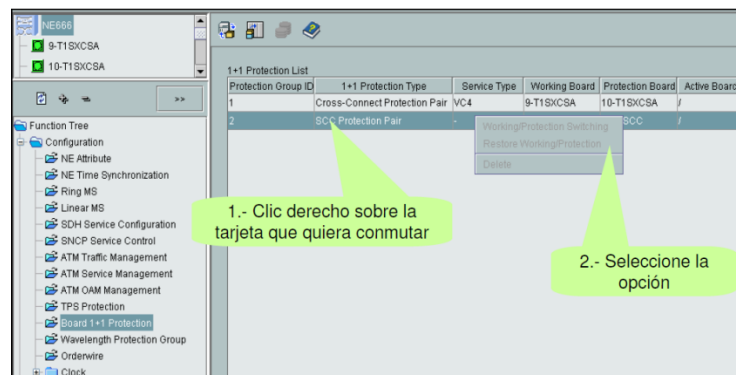 NE666
9-T1SXCSA
10-T1SXCSA
>>
Function Tree
Configuration
NE Attribute
NE Time Synchronization
Ring MS
Linear MS
SDH Service Configuration
SNCP Service Control
ATM Traffic Management
ATM Service Management
ATM OAM Management
TPS Protection
Board 1+1 Protection
Wavelength Protection Group
Orderwire
Clock
1+1 Protection List
Protection Group ID 1+1 Protection Type Service Type Working Board Protection Board Active Board
1 Cross-Connect Protection Pair VC4 9-T1SXCSA 10-T1SXCSA /
2 SCC Protection Pair - SCC /
Working/Protection Switching
Restore Working/Protection
Delete
1.- Clic derecho sobre la
tarjeta que quiera conmutar
2.- Seleccione la
opción